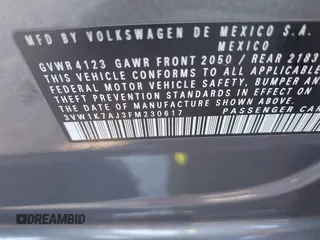 MFD BY VOLKSWAGEN DE MEXICO S.A.
MEXICO
GVWR 4123 GAWR FRONT 2050 / REAR 2183
THIS VEHICLE CONFORMS TO ALL APPLICABLE
FEDERAL MOTOR VEHICLE SAFETY, BUMPER AND
THEFT PREVENTION STANDARDS IN EFFECT ON
THE DATE OF MANUFACTURE SHOWN ABOVE
3VW1K7AJ3FM230617 PASSENGER CAR
DREAMBID